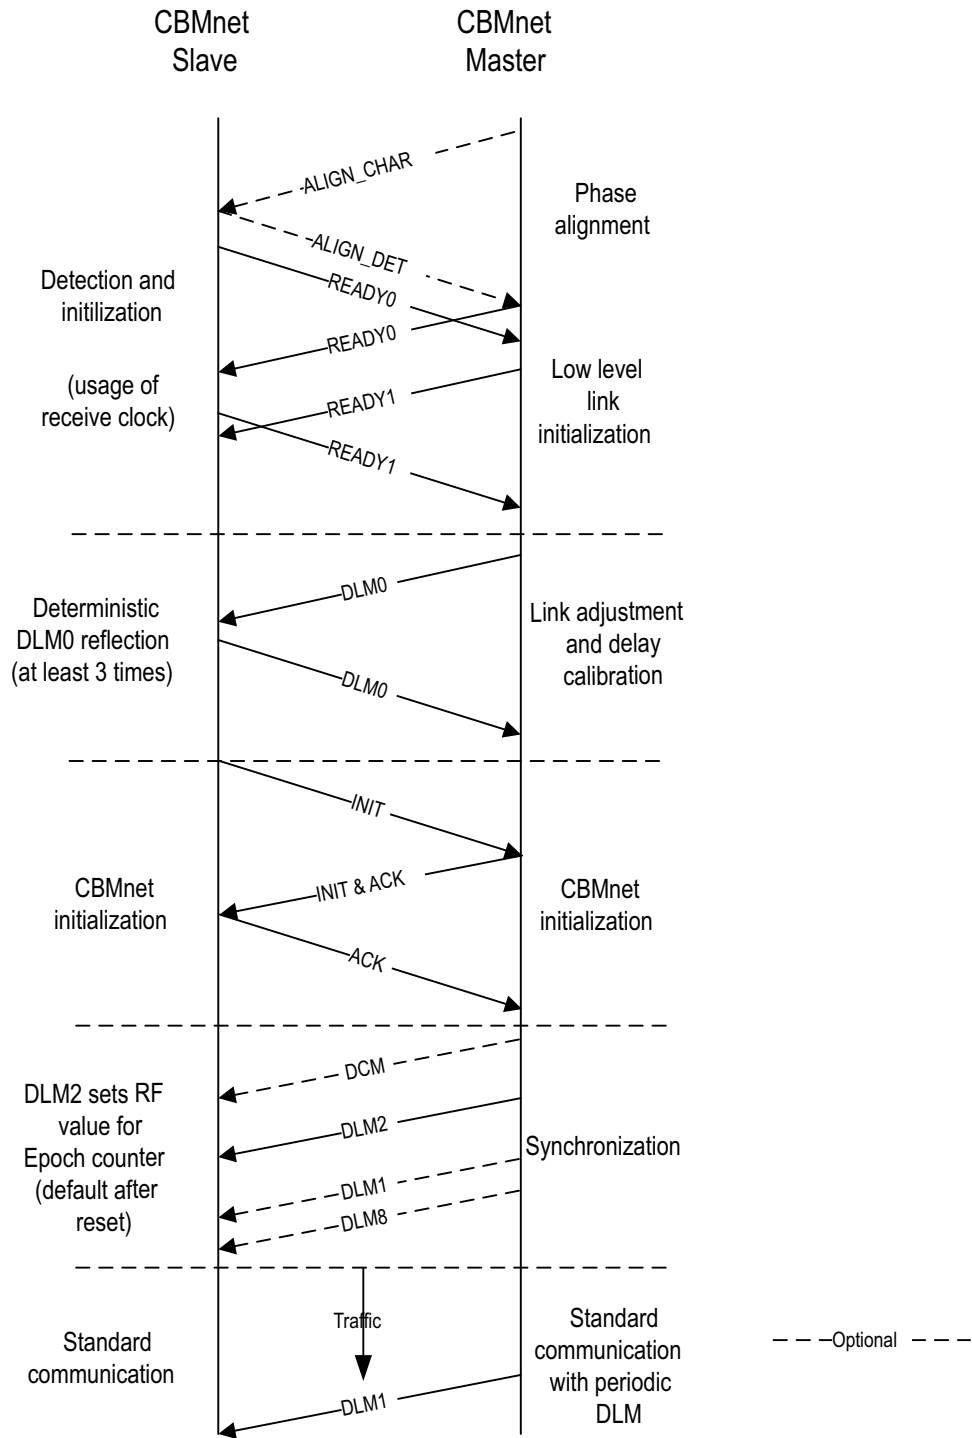 CBMnet
Slave
CBMnet
Master
ALIGN_CHAR
Phase
alignment
ALIGN_DET
Detection and
initilization
READY0
READY0
(usage of
receive clock)
Low level
link
initialization
READY1
READY1
DLM0
Deterministic
DLM0 reflection
(at least 3 times)
Link adjustment
and delay
calibration
DLM0
INIT
INIT & ACK
CBMnet
initialization
CBMnet
initialization
ACK
DCM
DLM2 sets RF
value for
Epoch counter
(default after
reset)
DLM2
Synchronization
DLM1
DLM8
Traffic
Standard
communication
Standard
communication
with periodic
DLM
Optional
DLM1